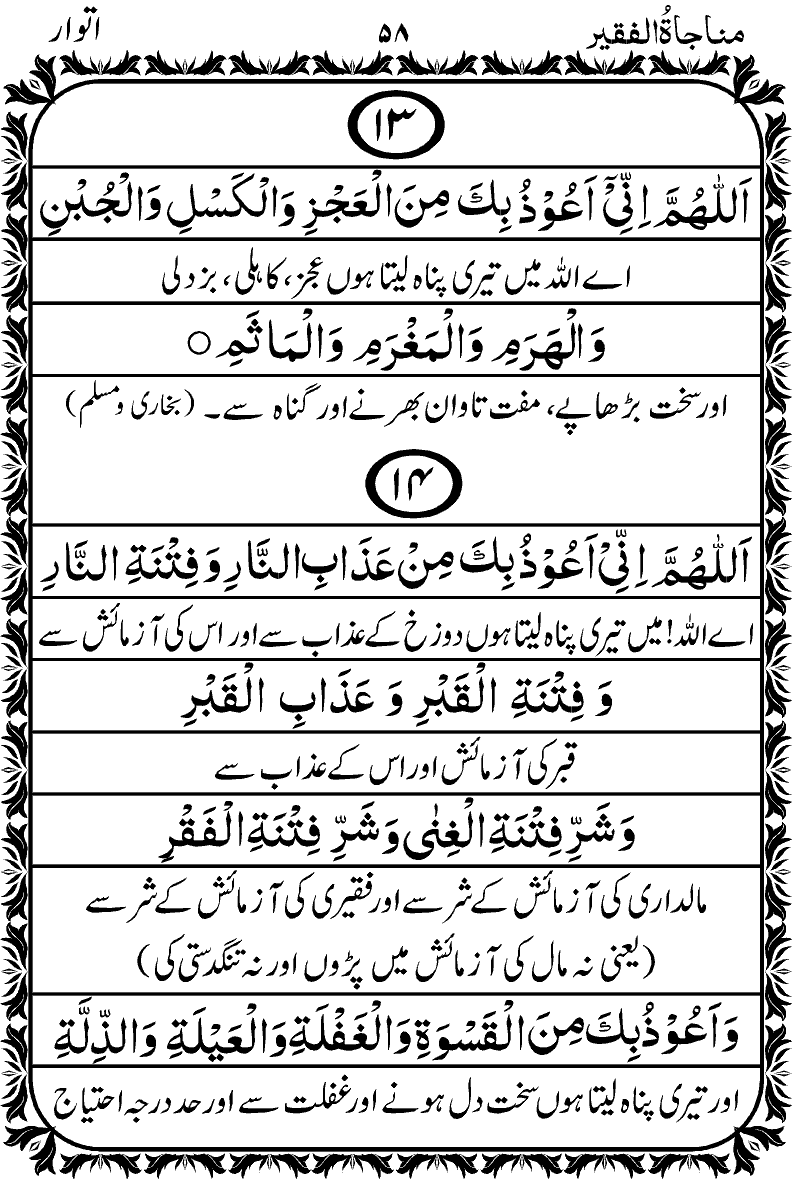 مناجاۃ الفقیر ۵۸ اتوار
۱۳
اَللّٰهُمَّ اِنِّیْٓ اَعُوْذُ بِكَ مِنَ الْعَجْزِ وَالْكَسْلِ وَالْجُبْنِ
اے اللہ میں تیری پناہ لیتا ہوں عجز، کاہلی، بزدلی
وَالْهَرَمِ وَالْمَغْرَمِ وَالْمَاثَمِ ○
اور سخت بڑھاپے، مفت تاوان بھرنے اور گناہ سے۔ (بخاری و مسلم)
۱۴
اَللّٰهُمَّ اِنِّیْٓ اَعُوْذُ بِكَ مِنْ عَذَابِ النَّارِ وَفِتْنَةِ النَّارِ
اے اللہ! میں تیری پناہ لیتا ہوں دوزخ کے عذاب سے اور اس کی آزمائش سے
وَ فِتْنَةِ الْقَبْرِ وَ عَذَابِ الْقَبْرِ
قبر کی آزمائش اور اس کے عذاب سے
وَشَرِّ فِتْنَةِ الْغِنٰی وَشَرِّ فِتْنَةِ الْفَقْرِ
مالداری کی آزمائش کے شر سے اور فقیری کی آزمائش کے شر سے
(یعنی نہ مال کی آزمائش میں پڑوں اور نہ تنگدستی کی)
وَاَعُوْذُ بِكَ مِنَ الْقَسْوَةِ وَالْغَفْلَةِ وَالْعَيْلَةِ وَالذِّلَّةِ
اور تیری پناہ لیتا ہوں سخت دل ہونے اور غفلت سے اور حد درجہ احتیاج